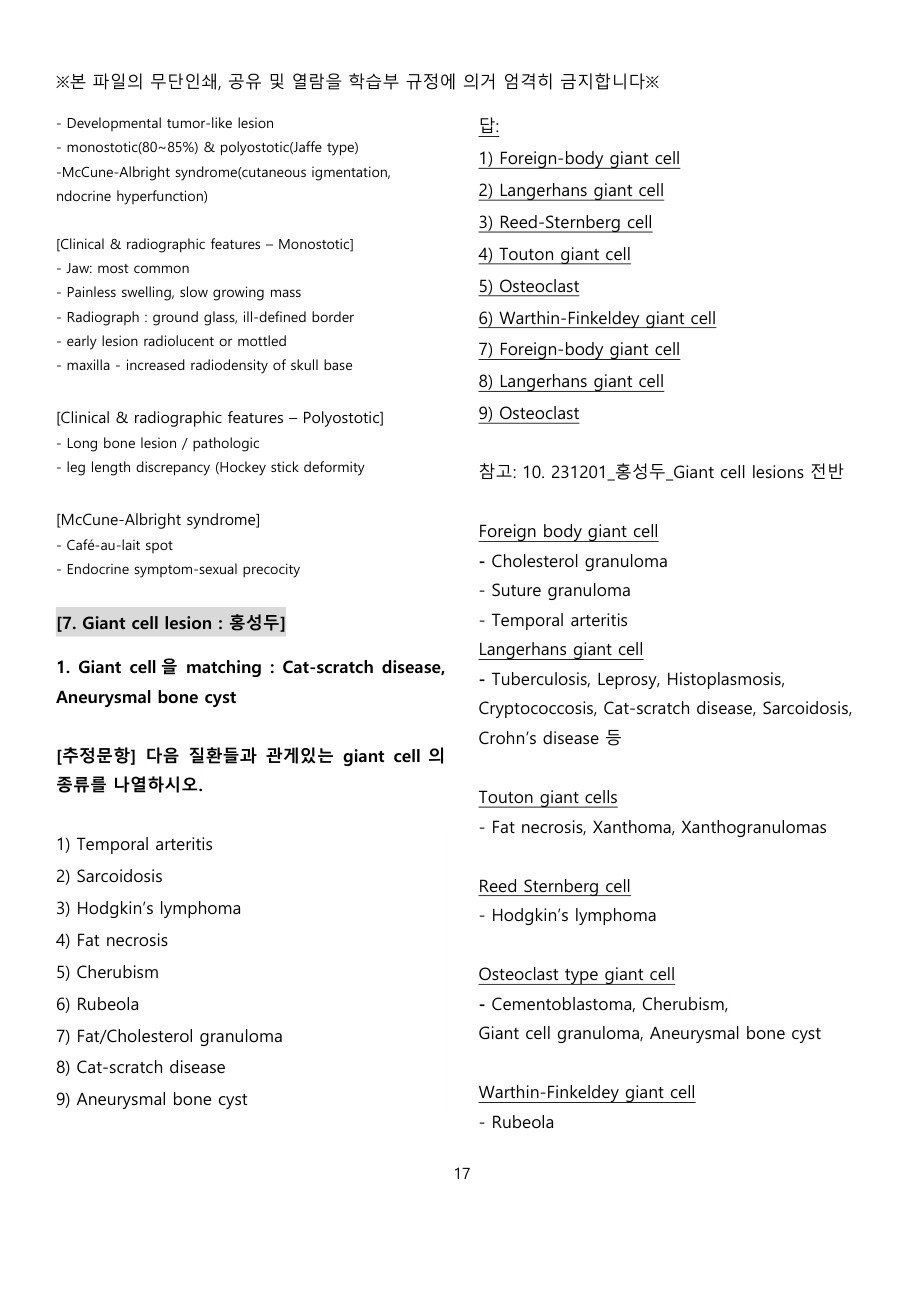 ※본 파일의 무단인쇄, 공유 및 열람을 학습부 규정에 의거 엄격히 금지합니다※
- Developmental tumor-like lesion
- monostotic(80~85%) & polyostotic(Jaffe type)
-McCune-Albright syndrome(cutaneous igmentation,
ndocrine hyperfunction)
[Clinical & radiographic features – Monostotic]
- Jaw: most common
- Painless swelling, slow growing mass
- Radiograph : ground glass, ill-defined border
- early lesion radiolucent or mottled
- maxilla - increased radiodensity of skull base
[Clinical & radiographic features – Polyostotic]
- Long bone lesion / pathologic
- leg length discrepancy (Hockey stick deformity
[McCune-Albright syndrome]
- Café-au-lait spot
- Endocrine symptom-sexual precocity
[7. Giant cell lesion : 홍성두]
1. Giant cell 을 matching : Cat-scratch disease,
Aneurysmal bone cyst
[추정문항] 다음 질환들과 관게있는 giant cell 의
종류를 나열하시오.
1) Temporal arteritis
2) Sarcoidosis
3) Hodgkin’s lymphoma
4) Fat necrosis
5) Cherubism
6) Rubeola
7) Fat/Cholesterol granuloma
8) Cat-scratch disease
9) Aneurysmal bone cyst
답:
1) Foreign-body giant cell
2) Langerhans giant cell
3) Reed-Sternberg cell
4) Touton giant cell
5) Osteoclast
6) Warthin-Finkeldey giant cell
7) Foreign-body giant cell
8) Langerhans giant cell
9) Osteoclast
참고: 10. 231201_홍성두_Giant cell lesions 전반
Foreign body giant cell
- Cholesterol granuloma
- Suture granuloma
- Temporal arteritis
Langerhans giant cell
- Tuberculosis, Leprosy, Histoplasmosis,
Cryptococcosis, Cat-scratch disease, Sarcoidosis,
Crohn’s disease 등
Touton giant cells
- Fat necrosis, Xanthoma, Xanthogranulomas
Reed Sternberg cell
- Hodgkin’s lymphoma
Osteoclast type giant cell
- Cementoblastoma, Cherubism,
Giant cell granuloma, Aneurysmal bone cyst
Warthin-Finkeldey giant cell
- Rubeola
17